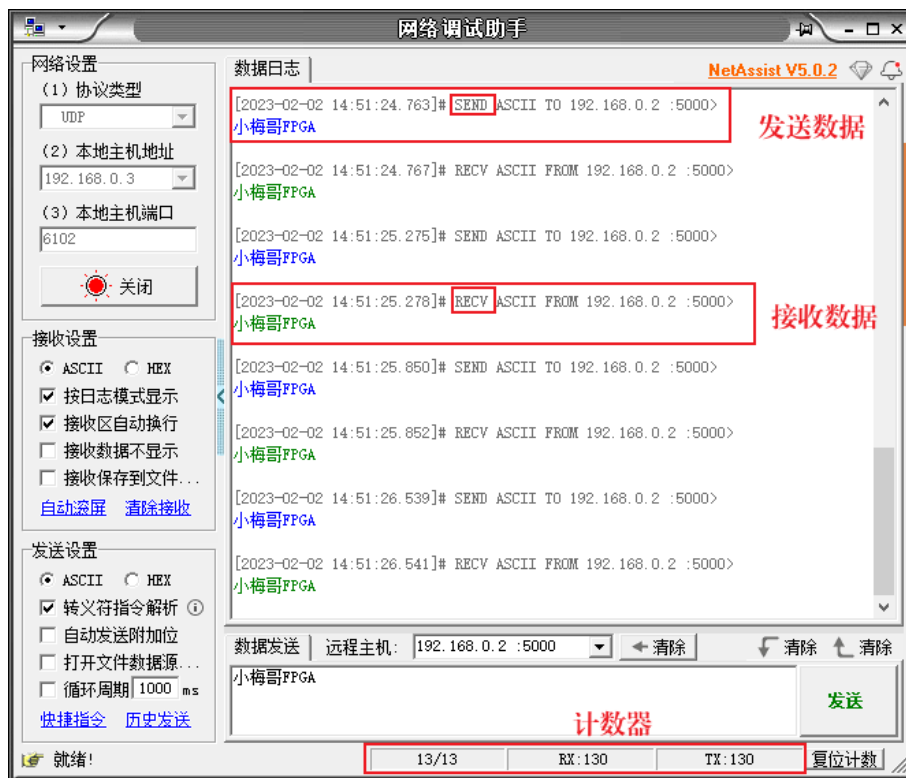 网络调试助手
网络设置
(1) 协议类型
UDP
(2) 本地主机地址
192.168.0.3
(3) 本地主机端口
6102
关闭
接收设置
ASCII HEX
按日志模式显示
接收区自动换行
接收数据不显示
接收保存到文件...
自动滚屏 清除接收
发送设置
ASCII HEX
转义符指令解析
自动发送附加位
打开文件数据源...
循环周期 1000 ms
快捷指令 历史发送
就绪!
数据日志
NetAssist V5.0.2
[2023-02-02 14:51:24.763]# SEND ASCII TO 192.168.0.2 :5000>
小梅哥FPGA
发送数据
[2023-02-02 14:51:24.767]# RECV ASCII FROM 192.168.0.2 :5000>
小梅哥FPGA
[2023-02-02 14:51:25.275]# SEND ASCII TO 192.168.0.2 :5000>
小梅哥FPGA
[2023-02-02 14:51:25.278]# RECV ASCII FROM 192.168.0.2 :5000>
小梅哥FPGA
接收数据
[2023-02-02 14:51:25.850]# SEND ASCII TO 192.168.0.2 :5000>
小梅哥FPGA
[2023-02-02 14:51:25.852]# RECV ASCII FROM 192.168.0.2 :5000>
小梅哥FPGA
[2023-02-02 14:51:26.539]# SEND ASCII TO 192.168.0.2 :5000>
小梅哥FPGA
[2023-02-02 14:51:26.541]# RECV ASCII FROM 192.168.0.2 :5000>
小梅哥FPGA
数据发送 远程主机: 192.168.0.2 :5000 清除 清除 清除
小梅哥FPGA
发送
计数器
13/13 RX:130 TX:130 复位计数